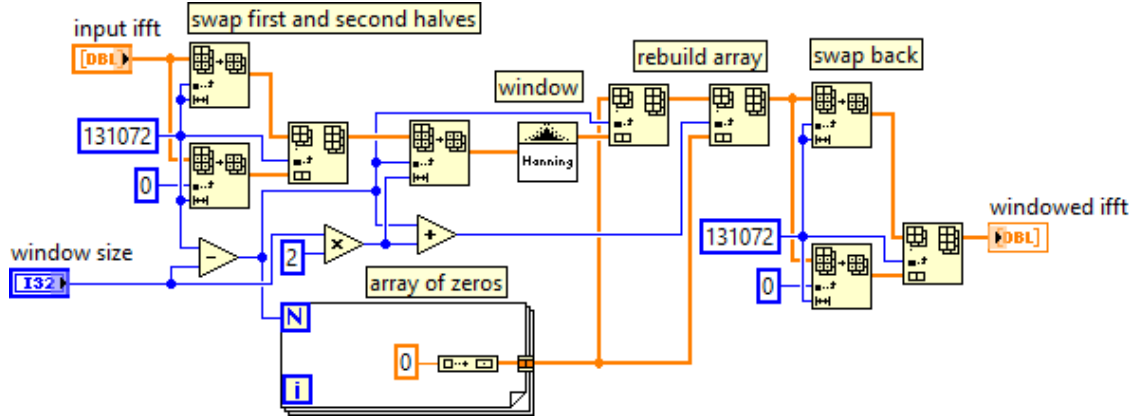 swap first and second halves
input ifft
[DBL]
131072
0
window size
I32
-
2
x
+
array of zeros
N
i
0
window
Hanning
rebuild array
swap back
131072
0
windowed ifft
DBL]